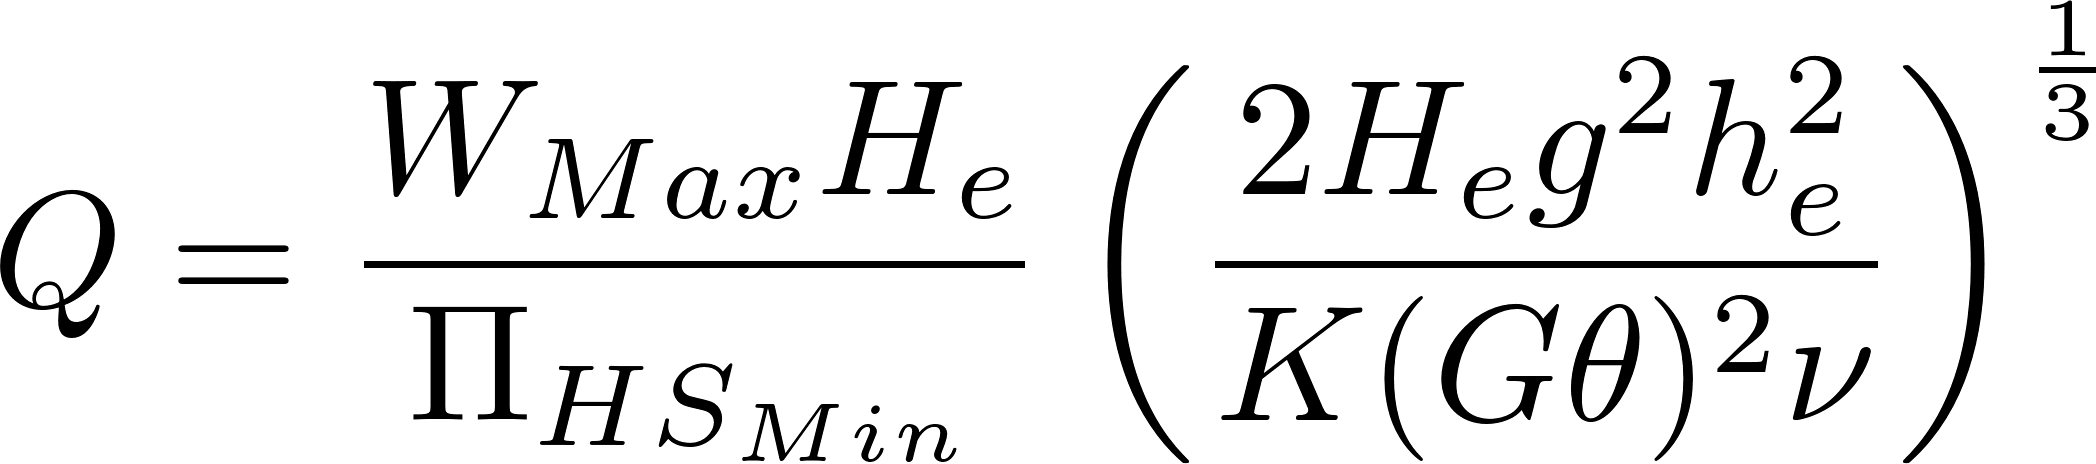 Q = \frac{W_{Max} H_e}{\Pi_{HS_{Min}}} \left( \frac{2 H_e g^2 h_e^2}{K (G\theta)^2 \nu} \right)^{\frac{1}{3}}